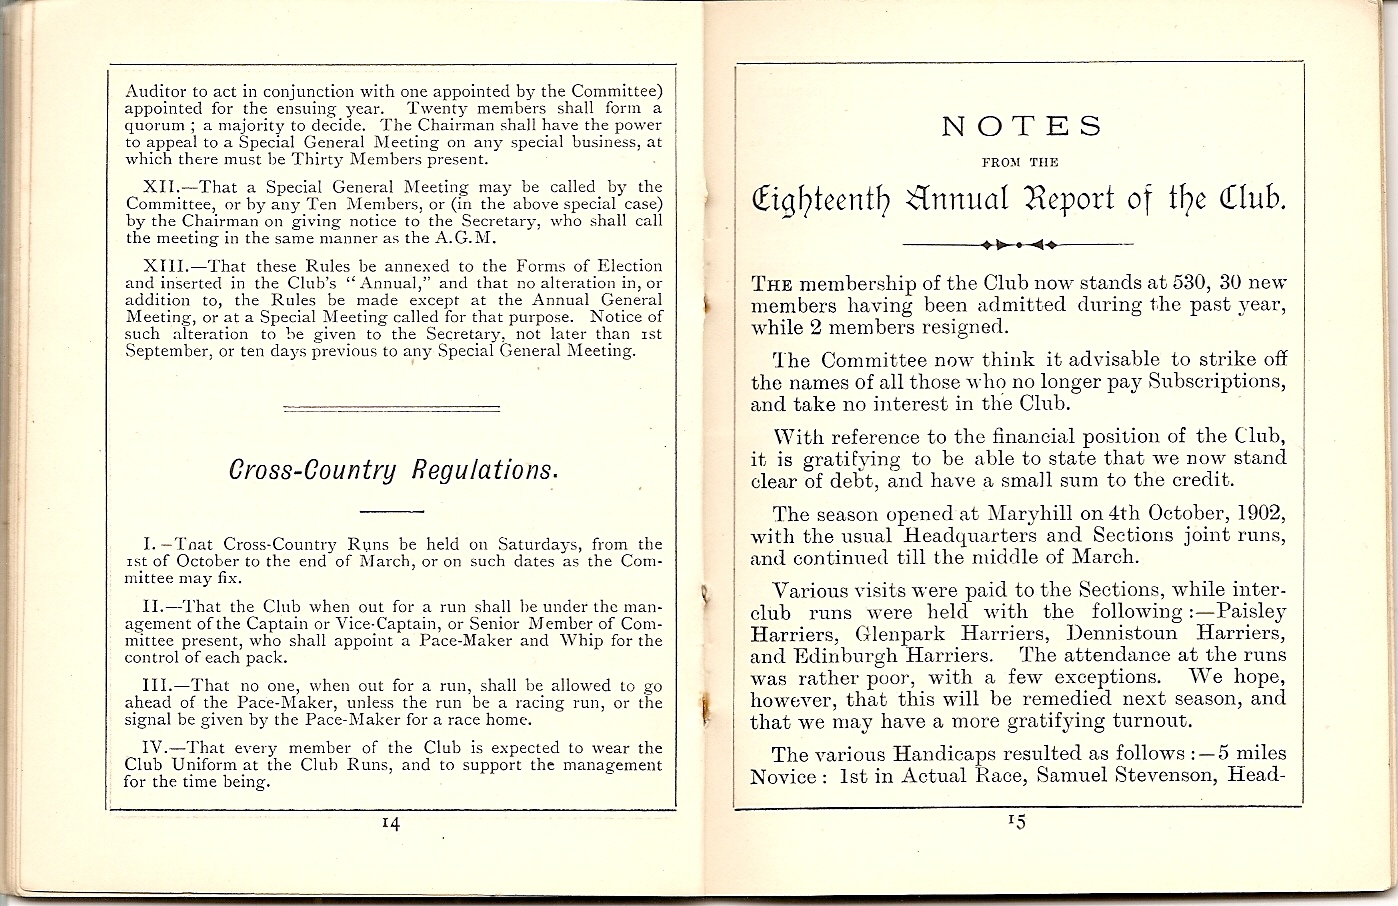 Auditor to act in conjunction with one appointed by the Committee)
appointed for the ensuing year. Twenty members shall form a
quorum ; a majority to decide. The Chairman shall have the power
to appeal to a Special General Meeting on any special business, at
which there must be Thirty Members present.
XII.—That a Special General Meeting may be called by the
Committee, or by any Ten Members, or (in the above special case)
by the Chairman on giving notice to the Secretary, who shall call
the meeting in the same manner as the A.G.M.
XIII.—That these Rules be annexed to the Forms of Election
and inserted in the Club's "Annual," and that no alteration in, or
addition to, the Rules be made except at the Annual General
Meeting, or at a Special Meeting called for that purpose. Notice of
such alteration to be given to the Secretary, not later than 1st
September, or ten days previous to any Special General Meeting.
Cross-Country Regulations.
I.—That Cross-Country Runs be held on Saturdays, from the
1st of October to the end of March, or on such dates as the Com-
mittee may fix.
II.—That the Club when out for a run shall be under the man-
agement of the Captain or Vice-Captain, or Senior Member of Com-
mittee present, who shall appoint a Pace-Maker and Whip for the
control of each pack.
III.—That no one, when out for a run, shall be allowed to go
ahead of the Pace-Maker, unless the run be a racing run, or the
signal be given by the Pace-Maker for a race home.
IV.—That every member of the Club is expected to wear the
Club Uniform at the Club Runs, and to support the management
for the time being.
14
NOTES
FROM THE
Eighteenth Annual Report of the Club.
THE membership of the Club now stands at 530, 30 new
members having been admitted during the past year,
while 2 members resigned.
The Committee now think it advisable to strike off
the names of all those who no longer pay Subscriptions,
and take no interest in the Club.
With reference to the financial position of the Club,
it is gratifying to be able to state that we now stand
clear of debt, and have a small sum to the credit.
The season opened at Maryhill on 4th October, 1902,
with the usual Headquarters and Sections joint runs,
and continued till the middle of March.
Various visits were paid to the Sections, while inter-
club runs were held with the following :—Paisley
Harriers, Glenpark Harriers, Dennistoun Harriers,
and Edinburgh Harriers. The attendance at the runs
was rather poor, with a few exceptions. We hope,
however, that this will be remedied next season, and
that we may have a more gratifying turnout.
The various Handicaps resulted as follows :—5 miles
Novice : 1st in Actual Race, Samuel Stevenson, Head-
15